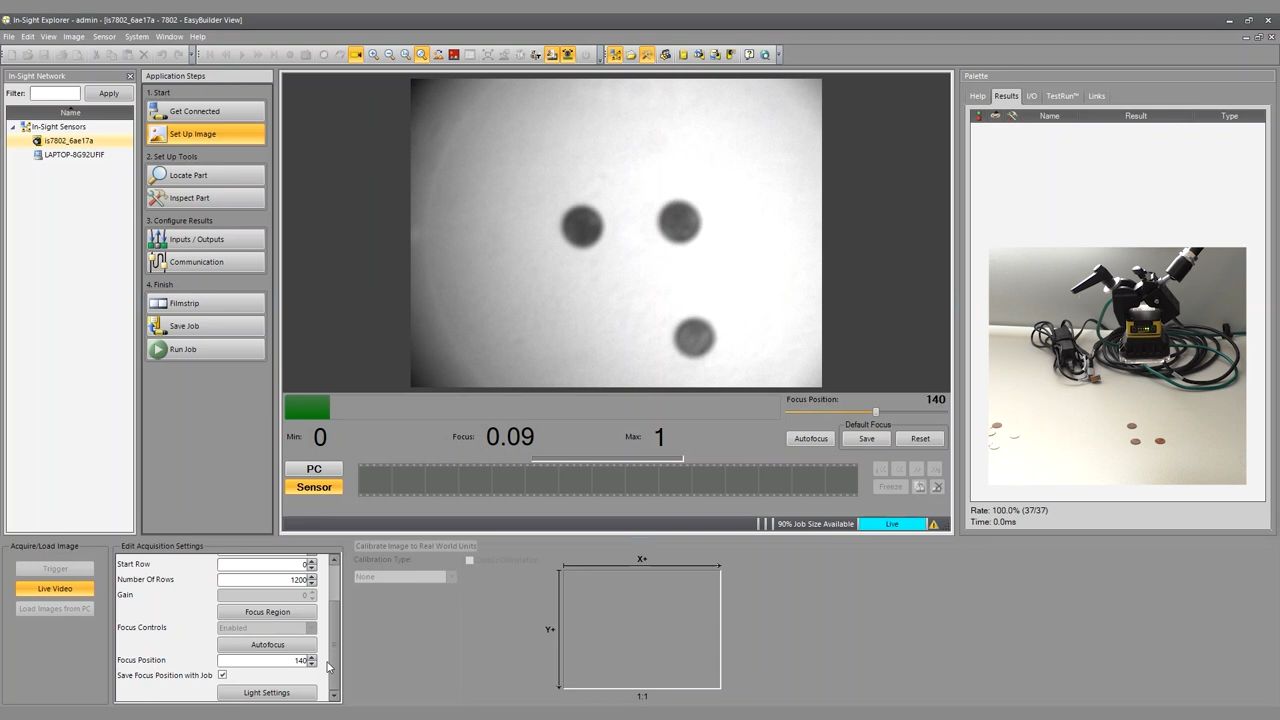 In-Sight Explorer - admin - [is7802_6ae17a - 7802 - EasyBuilder View]
File Edit View Image Sensor System Window Help
In-Sight Network
Filter: Apply
Name
In-Sight Sensors
is7802_6ae17a
LAPTOP-8G92UFIF
Application Steps
1. Start
Get Connected
Set Up Image
2. Set Up Tools
Locate Part
Inspect Part
3. Configure Results
Inputs / Outputs
Communication
4. Finish
Filmstrip
Save Job
Run Job
Focus Position: 140
Min: 0 Focus: 0.09 Max: 1
Autofocus
Default Focus
Save Reset
PC
Sensor
Freeze
90% Job Size Available Live
Palette
Help Results I/O TestRun™ Links
Name Result Type
Rate: 100.0% (37/37)
Time: 0.0ms
Acquire/Load Image
Trigger
Live Video
Load Images from PC
Edit Acquisition Settings
Start Row 0
Number Of Rows 1200
Gain 0
Focus Region
Focus Controls Enabled
Autofocus
Focus Position 140
Save Focus Position with Job
Light Settings
Calibrate Image to Real World Units
Calibration Type:
None
X+
Y+
1:1